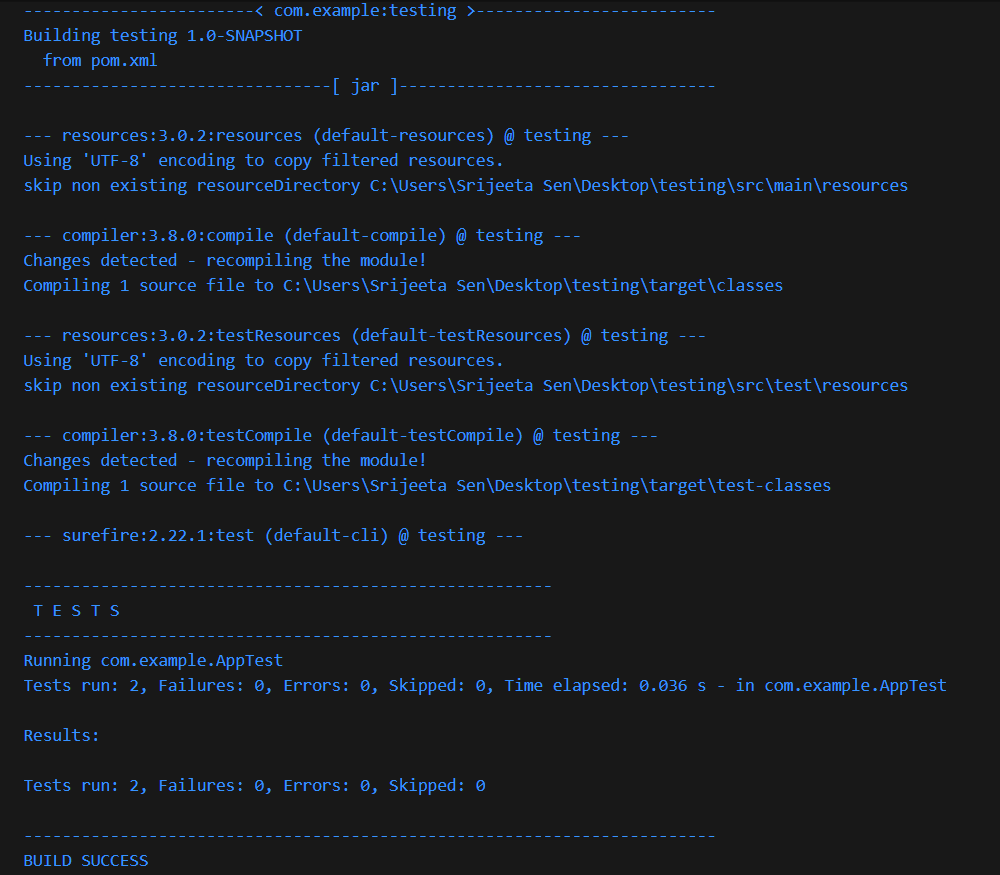 ------------------------< com.example:testing >-------------------------
Building testing 1.0-SNAPSHOT
  from pom.xml
--------------------------------[ jar ]---------------------------------
--- resources:3.0.2:resources (default-resources) @ testing ---
Using 'UTF-8' encoding to copy filtered resources.
skip non existing resourceDirectory C:\Users\Srijeeta Sen\Desktop\testing\src\main\resources
--- compiler:3.8.0:compile (default-compile) @ testing ---
Changes detected - recompiling the module!
Compiling 1 source file to C:\Users\Srijeeta Sen\Desktop\testing\target\classes
--- resources:3.0.2:testResources (default-testResources) @ testing ---
Using 'UTF-8' encoding to copy filtered resources.
skip non existing resourceDirectory C:\Users\Srijeeta Sen\Desktop\testing\src\test\resources
--- compiler:3.8.0:testCompile (default-testCompile) @ testing ---
Changes detected - recompiling the module!
Compiling 1 source file to C:\Users\Srijeeta Sen\Desktop\testing\target\test-classes
--- surefire:2.22.1:test (default-cli) @ testing ---
-------------------------------------------------------
 T E S T S
-------------------------------------------------------
Running com.example.AppTest
Tests run: 2, Failures: 0, Errors: 0, Skipped: 0, Time elapsed: 0.036 s - in com.example.AppTest
Results:
Tests run: 2, Failures: 0, Errors: 0, Skipped: 0
------------------------------------------------------------------------
BUILD SUCCESS